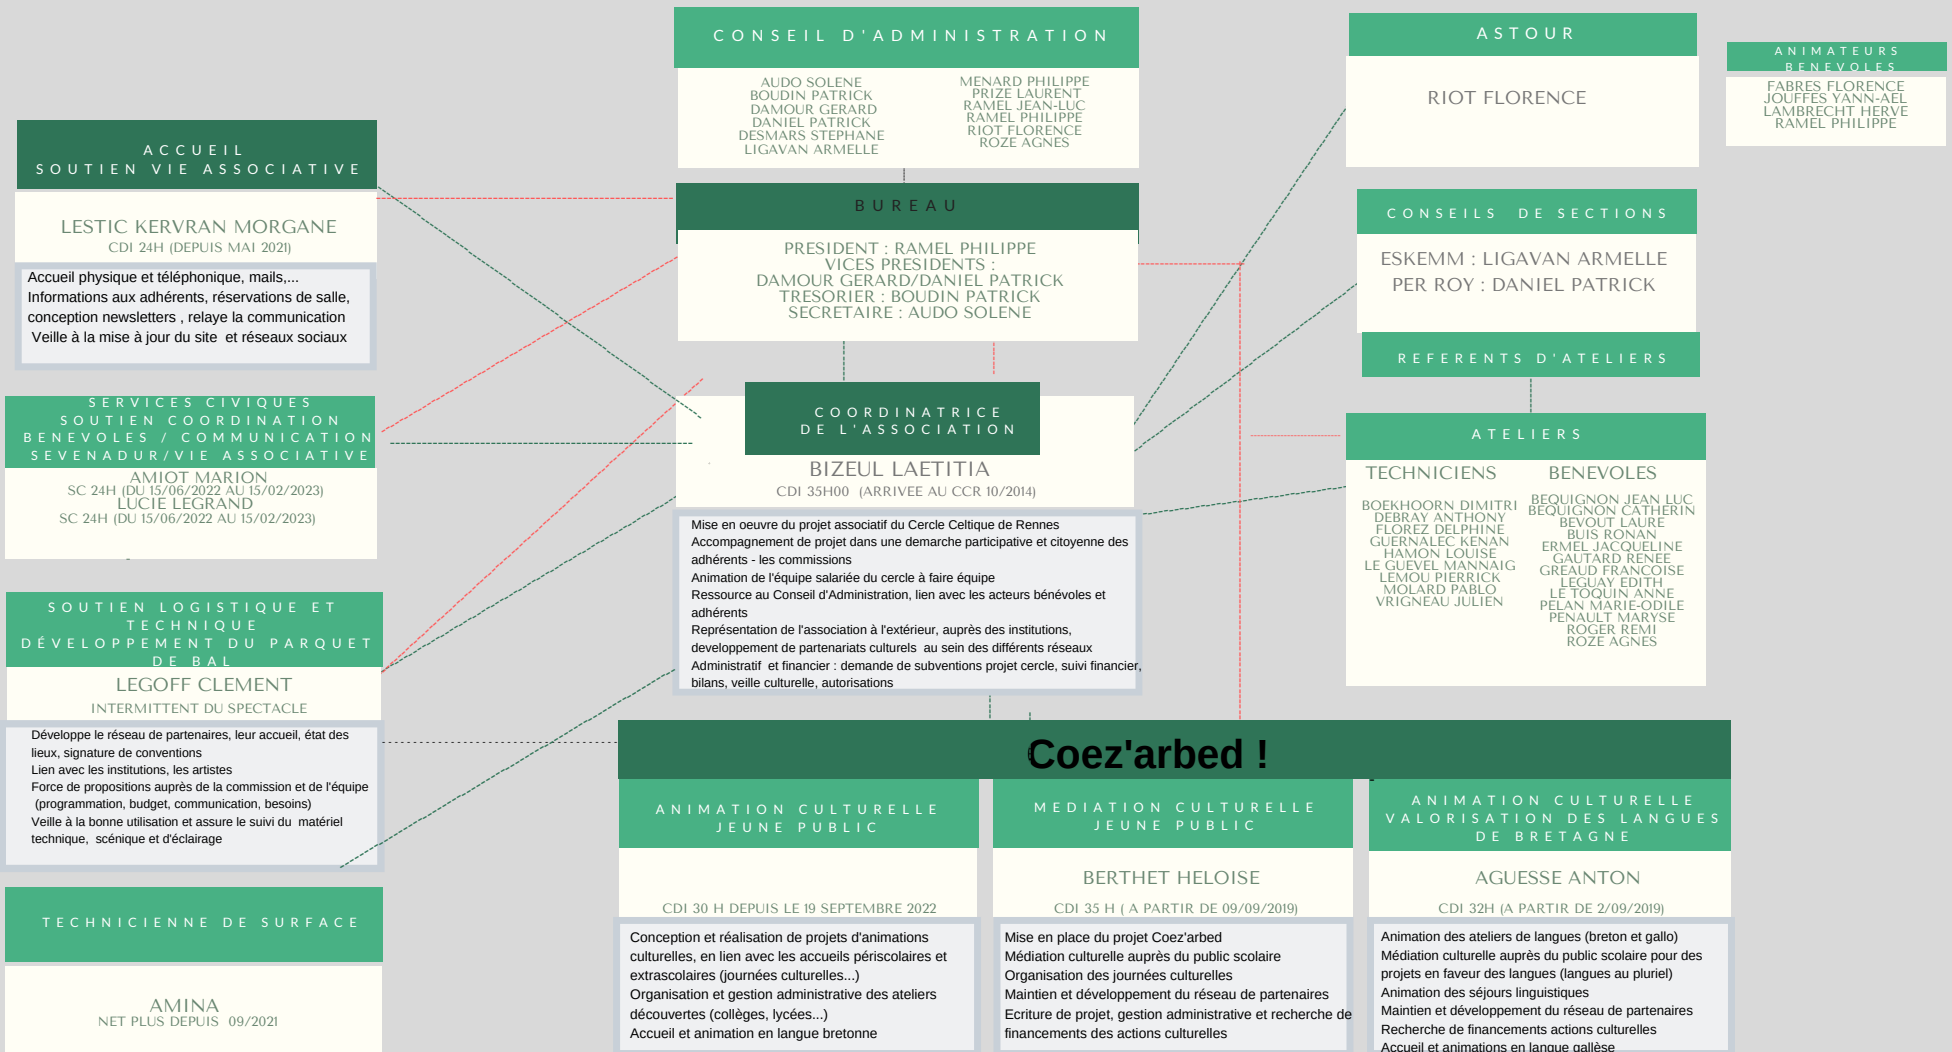 CONSEIL D'ADMINISTRATION
AUDO SOLENE
BOUDIN PATRICK
DAMOUR GERARD
DANIEL PATRICK
DESMARS STEPHANE
LIGAVAN ARMELLE
MENARD PHILIPPE
PRIZE LAURENT
RAMEL JEAN-LUC
RAMEL PHILIPPE
RIOT FLORENCE
ROZE AGNES
ASTOUR
RIOT FLORENCE
ANIMATEURS
BENEVOLES
FABRES FLORENCE
JOUFFES YANN-AEL
LAMBRECHT HERVE
RAMEL PHILIPPE
ACCUEIL
SOUTIEN VIE ASSOCIATIVE
LESTIC KERVRAN MORGANE
CDI 24H (DEPUIS MAI 2021)
Accueil physique et téléphonique, mails,...
Informations aux adhérents, réservations de salle,
conception newsletters , relaye la communication
Veille à la mise à jour du site et réseaux sociaux
BUREAU
PRESIDENT : RAMEL PHILIPPE
VICES PRESIDENTS :
DAMOUR GERARD/DANIEL PATRICK
TRESORIER : BOUDIN PATRICK
SECRETAIRE : AUDO SOLENE
CONSEILS DE SECTIONS
ESKEMM : LIGAVAN ARMELLE
PER ROY : DANIEL PATRICK
REFERENTS D'ATELIERS
SERVICES CIVIQUES
SOUTIEN COORDINATION
BENEVOLES / COMMUNICATION
SEVENADUR/VIE ASSOCIATIVE
AMIOT MARION
SC 24H (DU 15/06/2022 AU 15/02/2023)
LUCIE LEGRAND
SC 24H (DU 15/06/2022 AU 15/02/2023)
COORDINATRICE
DE L'ASSOCIATION
BIZEUL LAETITIA
CDI 35H00 (ARRIVEE AU CCR 10/2014)
Mise en oeuvre du projet associatif du Cercle Celtique de Rennes
Accompagnement de projet dans une demarche participative et citoyenne des
adhérents - les commissions
Animation de l'équipe salariée du cercle à faire équipe
Ressource au Conseil d'Administration, lien avec les acteurs bénévoles et
adhérents
Représentation de l'association à l'extérieur, auprès des institutions,
developpement de partenariats culturels au sein des différents réseaux
Administratif et financier : demande de subventions projet cercle, suivi financier,
bilans, veille culturelle, autorisations
ATELIERS
TECHNICIENS
BOEKHOORN DIMITRI
DEBRAY ANTHONY
FLOREZ DELPHINE
GUERNALEC KENAN
HAMON LOUISE
LE GUEVEL MANNAIG
LEMOU PIERRICK
MOLARD PABLO
VRIGNEAU JULIEN
BENEVOLES
BEQUIGNON JEAN LUC
BEQUIGNON CATHERIN
BEVOUT LAURE
BUIS RONAN
ERMEL JACQUELINE
GAUTARD RENEE
GREAUD FRANCOISE
LEGUAY EDITH
LE TOQUIN ANNE
PELAN MARIE-ODILE
PENAULT MARYSE
ROGER REMI
ROZE AGNES
SOUTIEN LOGISTIQUE ET
TECHNIQUE
DÉVELOPPEMENT DU PARQUET
DE BAL
LEGOFF CLEMENT
INTERMITTENT DU SPECTACLE
Développe le réseau de partenaires, leur accueil, état des
lieux, signature de conventions
Lien avec les institutions, les artistes
Force de propositions auprès de la commission et de l'équipe
(programmation, budget, communication, besoins)
Veille à la bonne utilisation et assure le suivi du matériel
technique, scénique et d'éclairage
TECHNICIENNE DE SURFACE
AMINA
NET PLUS DEPUIS 09/2021
Coez'arbed !
ANIMATION CULTURELLE
JEUNE PUBLIC
CDI 30 H DEPUIS LE 19 SEPTEMBRE 2022
Conception et réalisation de projets d'animations
culturelles, en lien avec les accueils périscolaires et
extrascolaires (journées culturelles...)
Organisation et gestion administrative des ateliers
découvertes (collèges, lycées...)
Accueil et animation en langue bretonne
MEDIATION CULTURELLE
JEUNE PUBLIC
BERTHET HELOISE
CDI 35 H ( A PARTIR DE 09/09/2019)
Mise en place du projet Coez'arbed
Médiation culturelle auprès du public scolaire
Organisation des journées culturelles
Maintien et développement du réseau de partenaires
Ecriture de projet, gestion administrative et recherche de
financements des actions culturelles
ANIMATION CULTURELLE
VALORISATION DES LANGUES
DE BRETAGNE
AGUESSE ANTON
CDI 32H (A PARTIR DE 2/09/2019)
Animation des ateliers de langues (breton et gallo)
Médiation culturelle auprès du public scolaire pour des
projets en faveur des langues (langues au pluriel)
Animation des séjours linguistiques
Maintien et développement du réseau de partenaires
Recherche de financements actions culturelles
Accueil et animations en langue gallèse